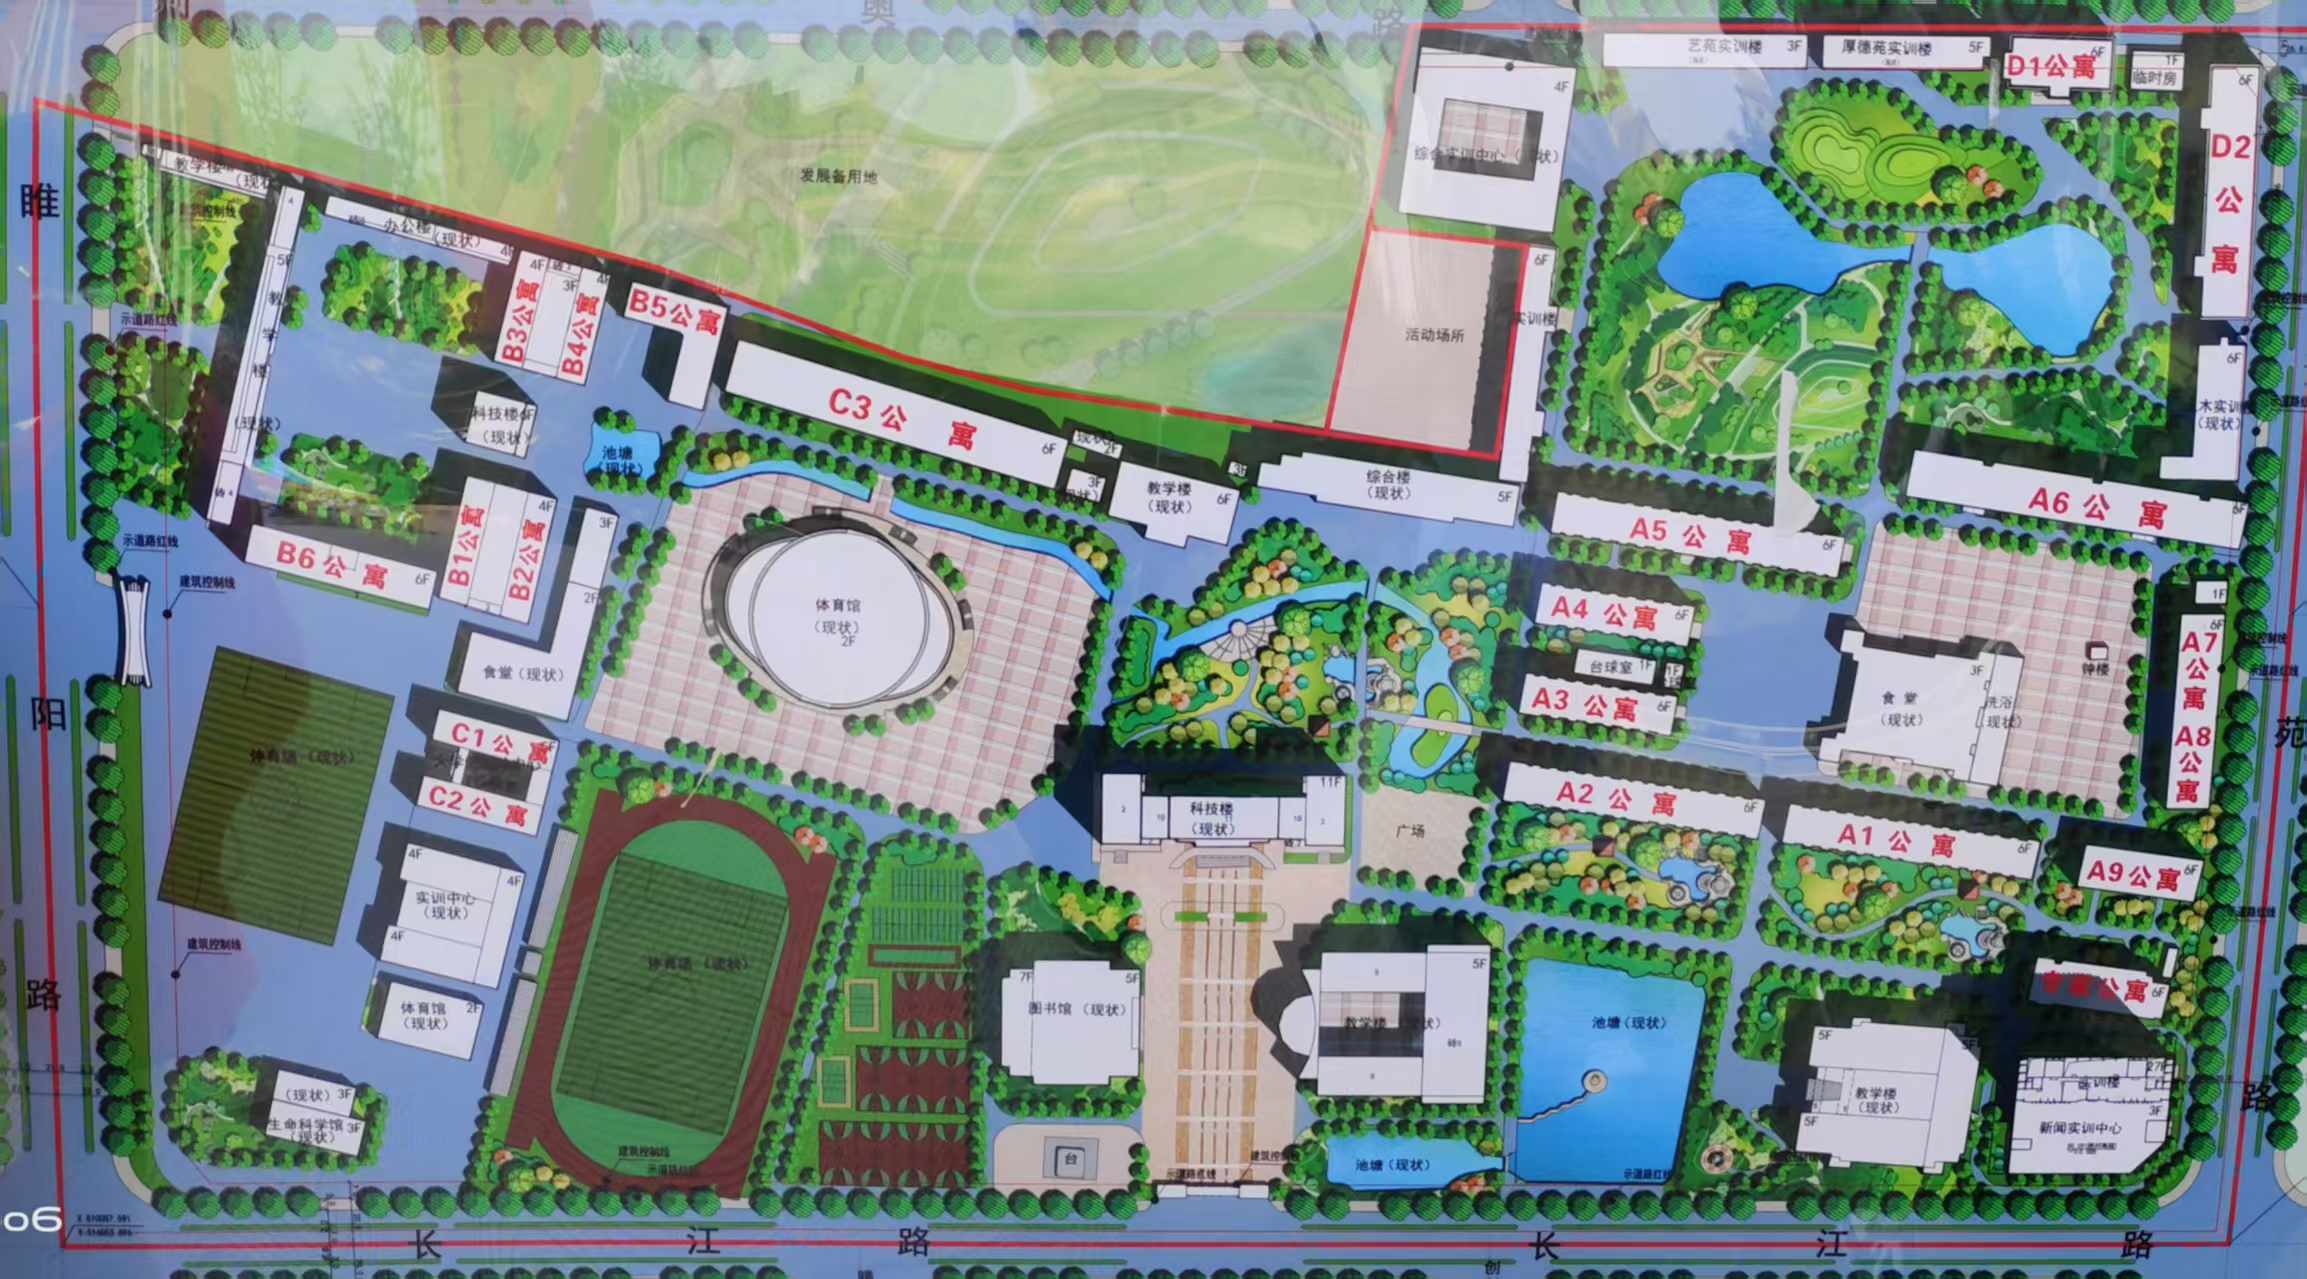 奥
路
艺苑实训楼 3F
厚德苑实训楼 5F
D1公寓 6F
1F
临时房
6F
D2公寓
4F
综合实训中心（现状）
发展备用地
睢
阳
路
教学楼
（现状）
办公楼
（现状）
4F
教学楼
（现状）
5F
示道路红线
B3公寓 4F
3F
B4公寓
B5公寓
科技楼
（现状）
池塘
（现状）
C3公寓 6F
2F
3F
教学楼
（现状）
6F
3F
综合楼
（现状）
5F
活动场所
6F
实训楼
6F
（现状）
A5公寓 6F
A6公寓
B6公寓 6F
B1公寓
4F
B2公寓
3F
2F
食堂（现状）
示道路红线
建筑控制线
体育馆
（现状）
2F
A4公寓 6F
台球室 1F
A3公寓 6F
食堂
（现状）
3F
洗浴
（现状）
钟楼
1F
6F
A7公寓
A8公寓
苑
路
体育场（现状）
C1公寓
C2公寓
科技楼
（现状）
11F
广场
A2公寓 6F
A1公寓 6F
A9公寓 6F
实训中心
（现状）
4F
4F
4F
建筑控制线
体育馆
（现状）
2F
体育场（现状）
图书馆（现状）
7F
5F
教学楼（现状）
5F
池塘（现状）
公寓 6F
5F
教学楼
（现状）
5F
实训楼
3F
新闻实训中心
（现状）3F
生命科学馆 3F
（现状）
建筑控制线
台
池塘（现状）
示道路红线
长
江
路
长
江
路
创